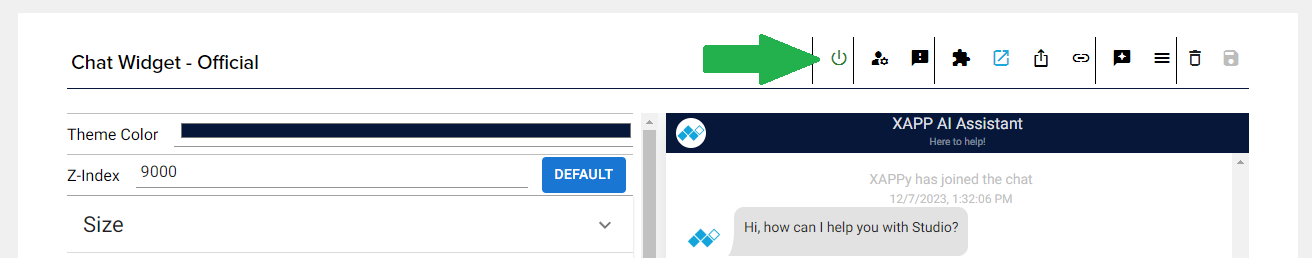 Chat Widget - Official
Theme Color
Z-Index
9000
DEFAULT
Size
XAPP AI Assistant
Here to help!
XAPPy has joined the chat
12/7/2023, 1:32:06 PM
Hi, how can I help you with Studio?